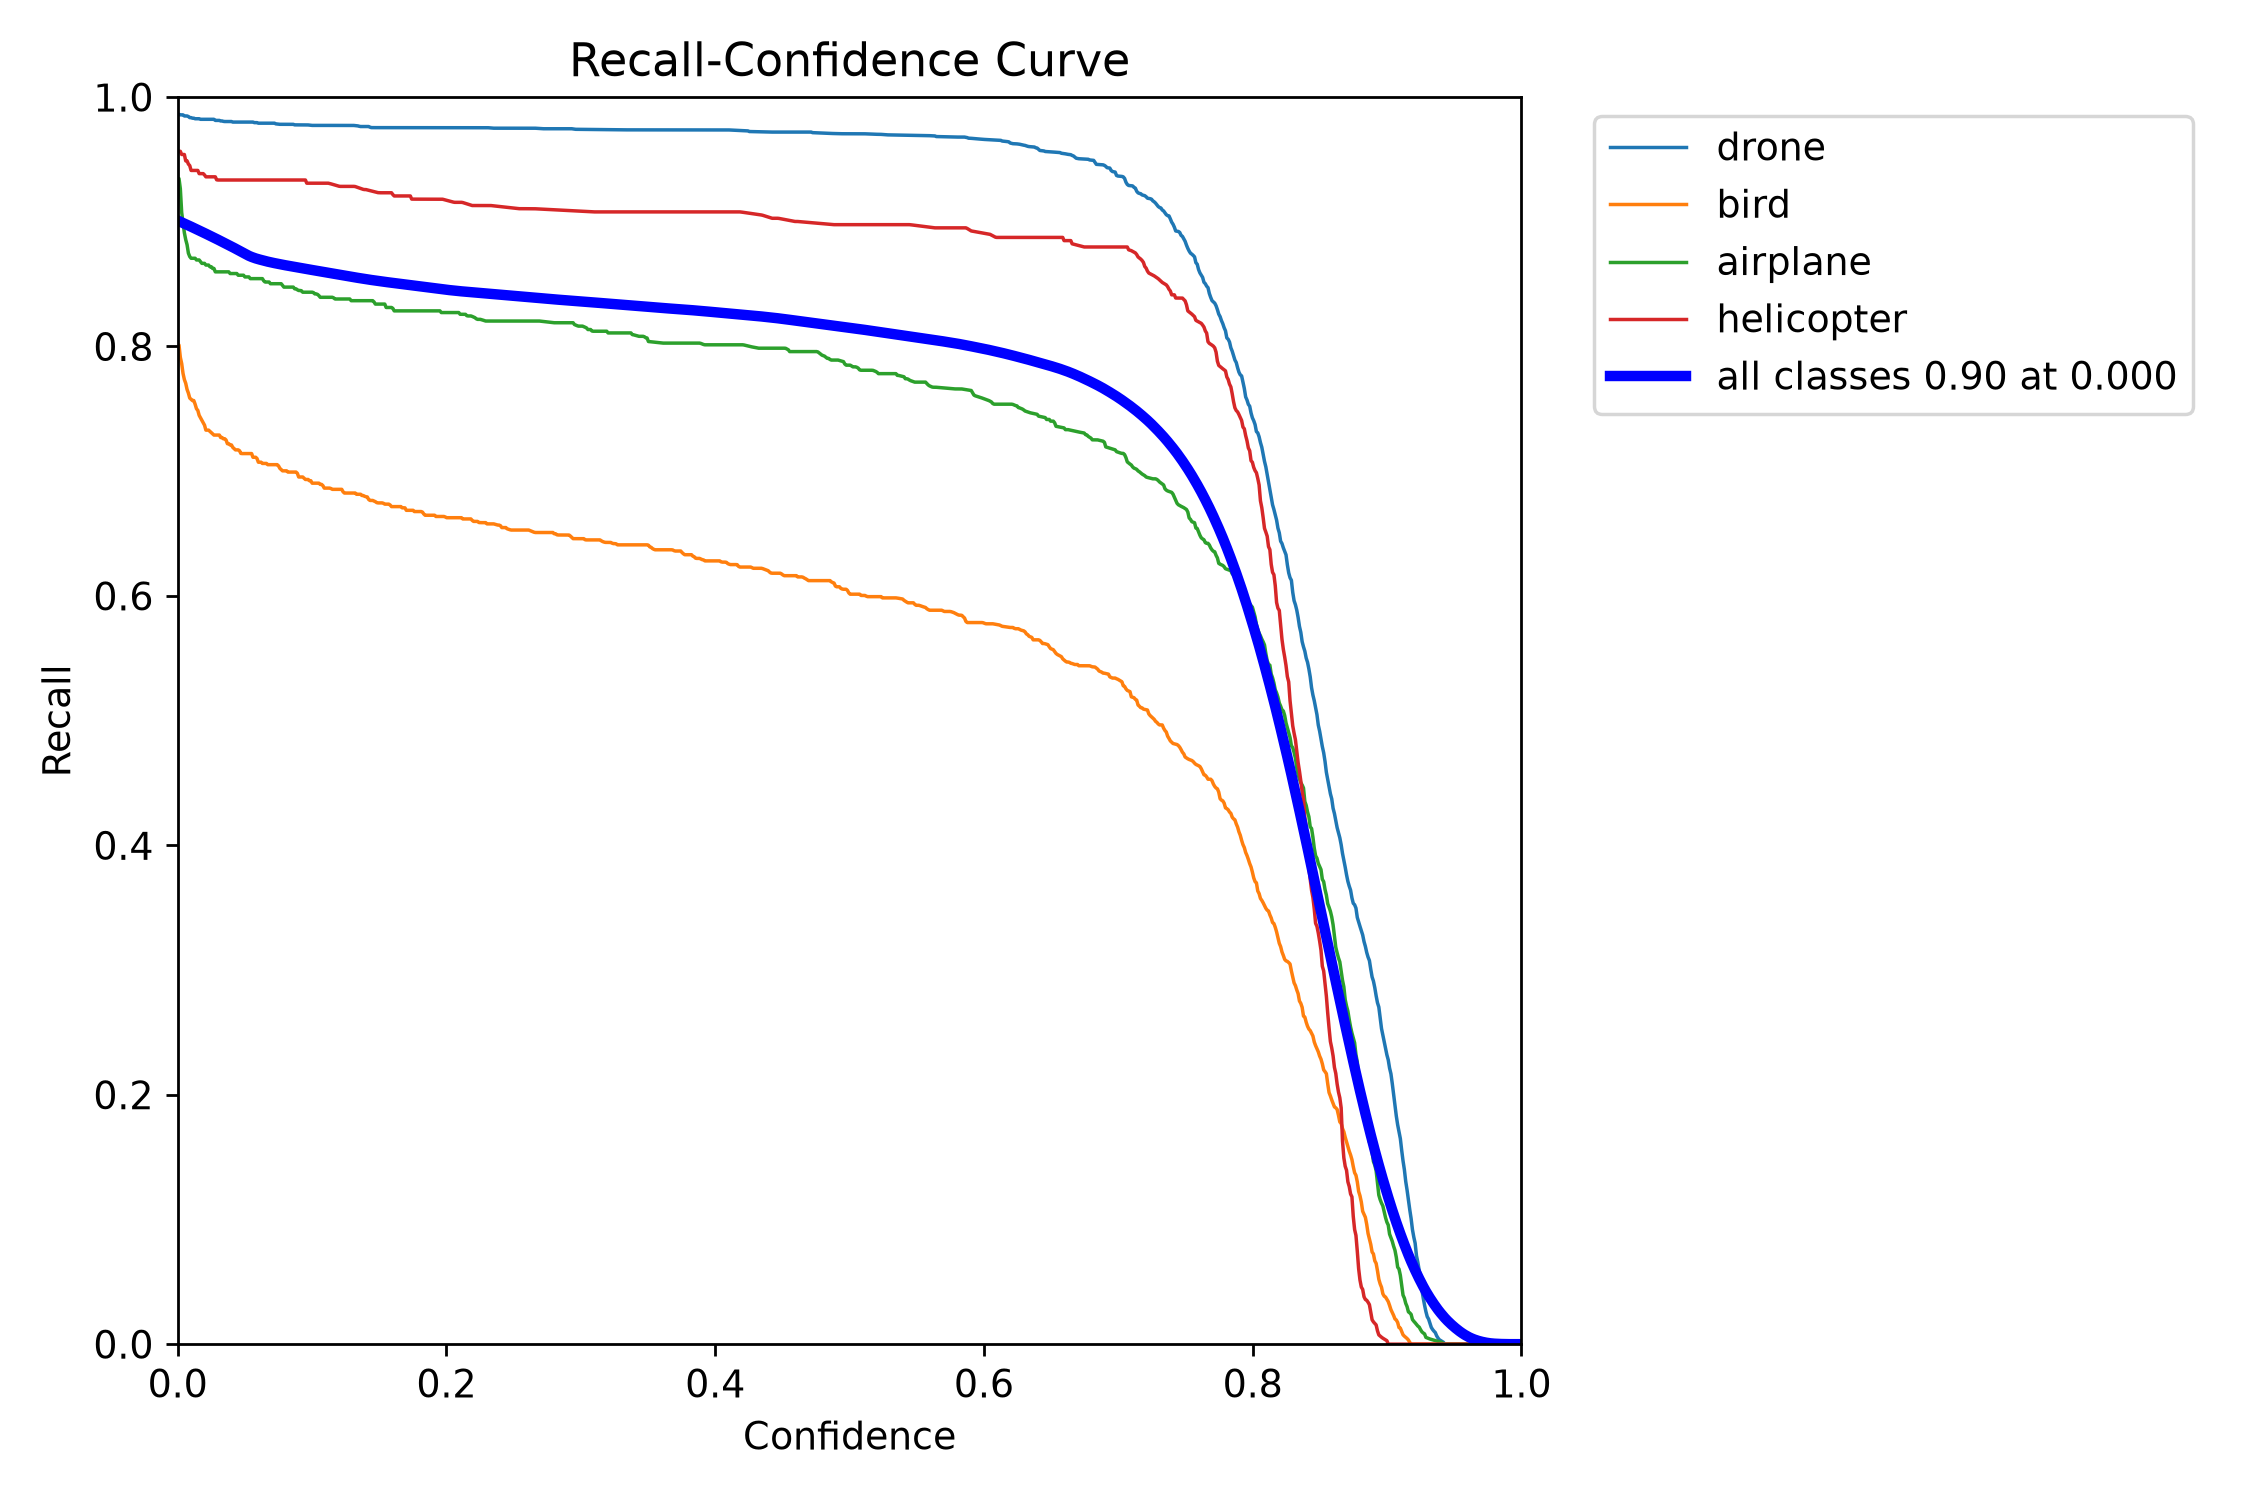 Recall-Confidence Curve
1.0
0.8
0.6
0.4
0.2
0.0
Recall
0.0 0.2 0.4 0.6 0.8 1.0
Confidence
drone
bird
airplane
helicopter
all classes 0.90 at 0.000